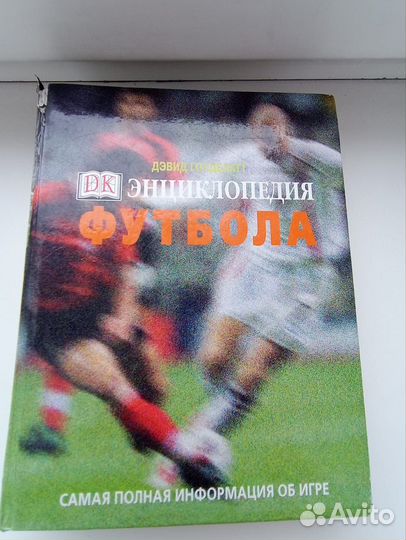 ДЭВИД ГОЛДБЛАТТ
DK ЭНЦИКЛОПЕДИЯ
ФУТБОЛА
САМАЯ ПОЛНАЯ ИНФОРМАЦИЯ ОБ ИГРЕ
Avito